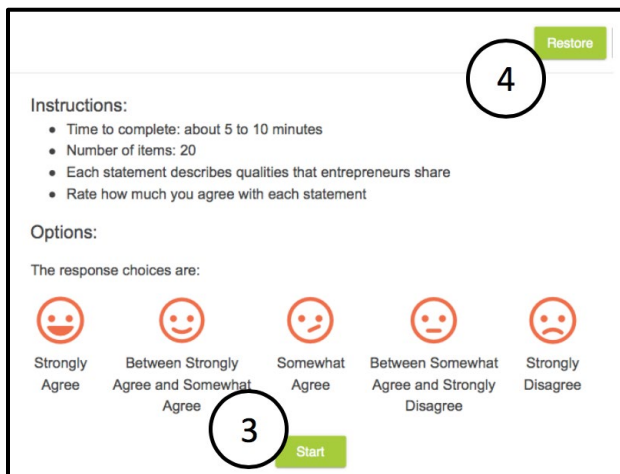 Restore
4
Instructions:
• Time to complete: about 5 to 10 minutes
• Number of items: 20
• Each statement describes qualities that entrepreneurs share
• Rate how much you agree with each statement
Options:
The response choices are:
Strongly Agree
Between Strongly Agree and Somewhat Agree
Somewhat Agree
Between Somewhat Agree and Strongly Disagree
Strongly Disagree
3
Start